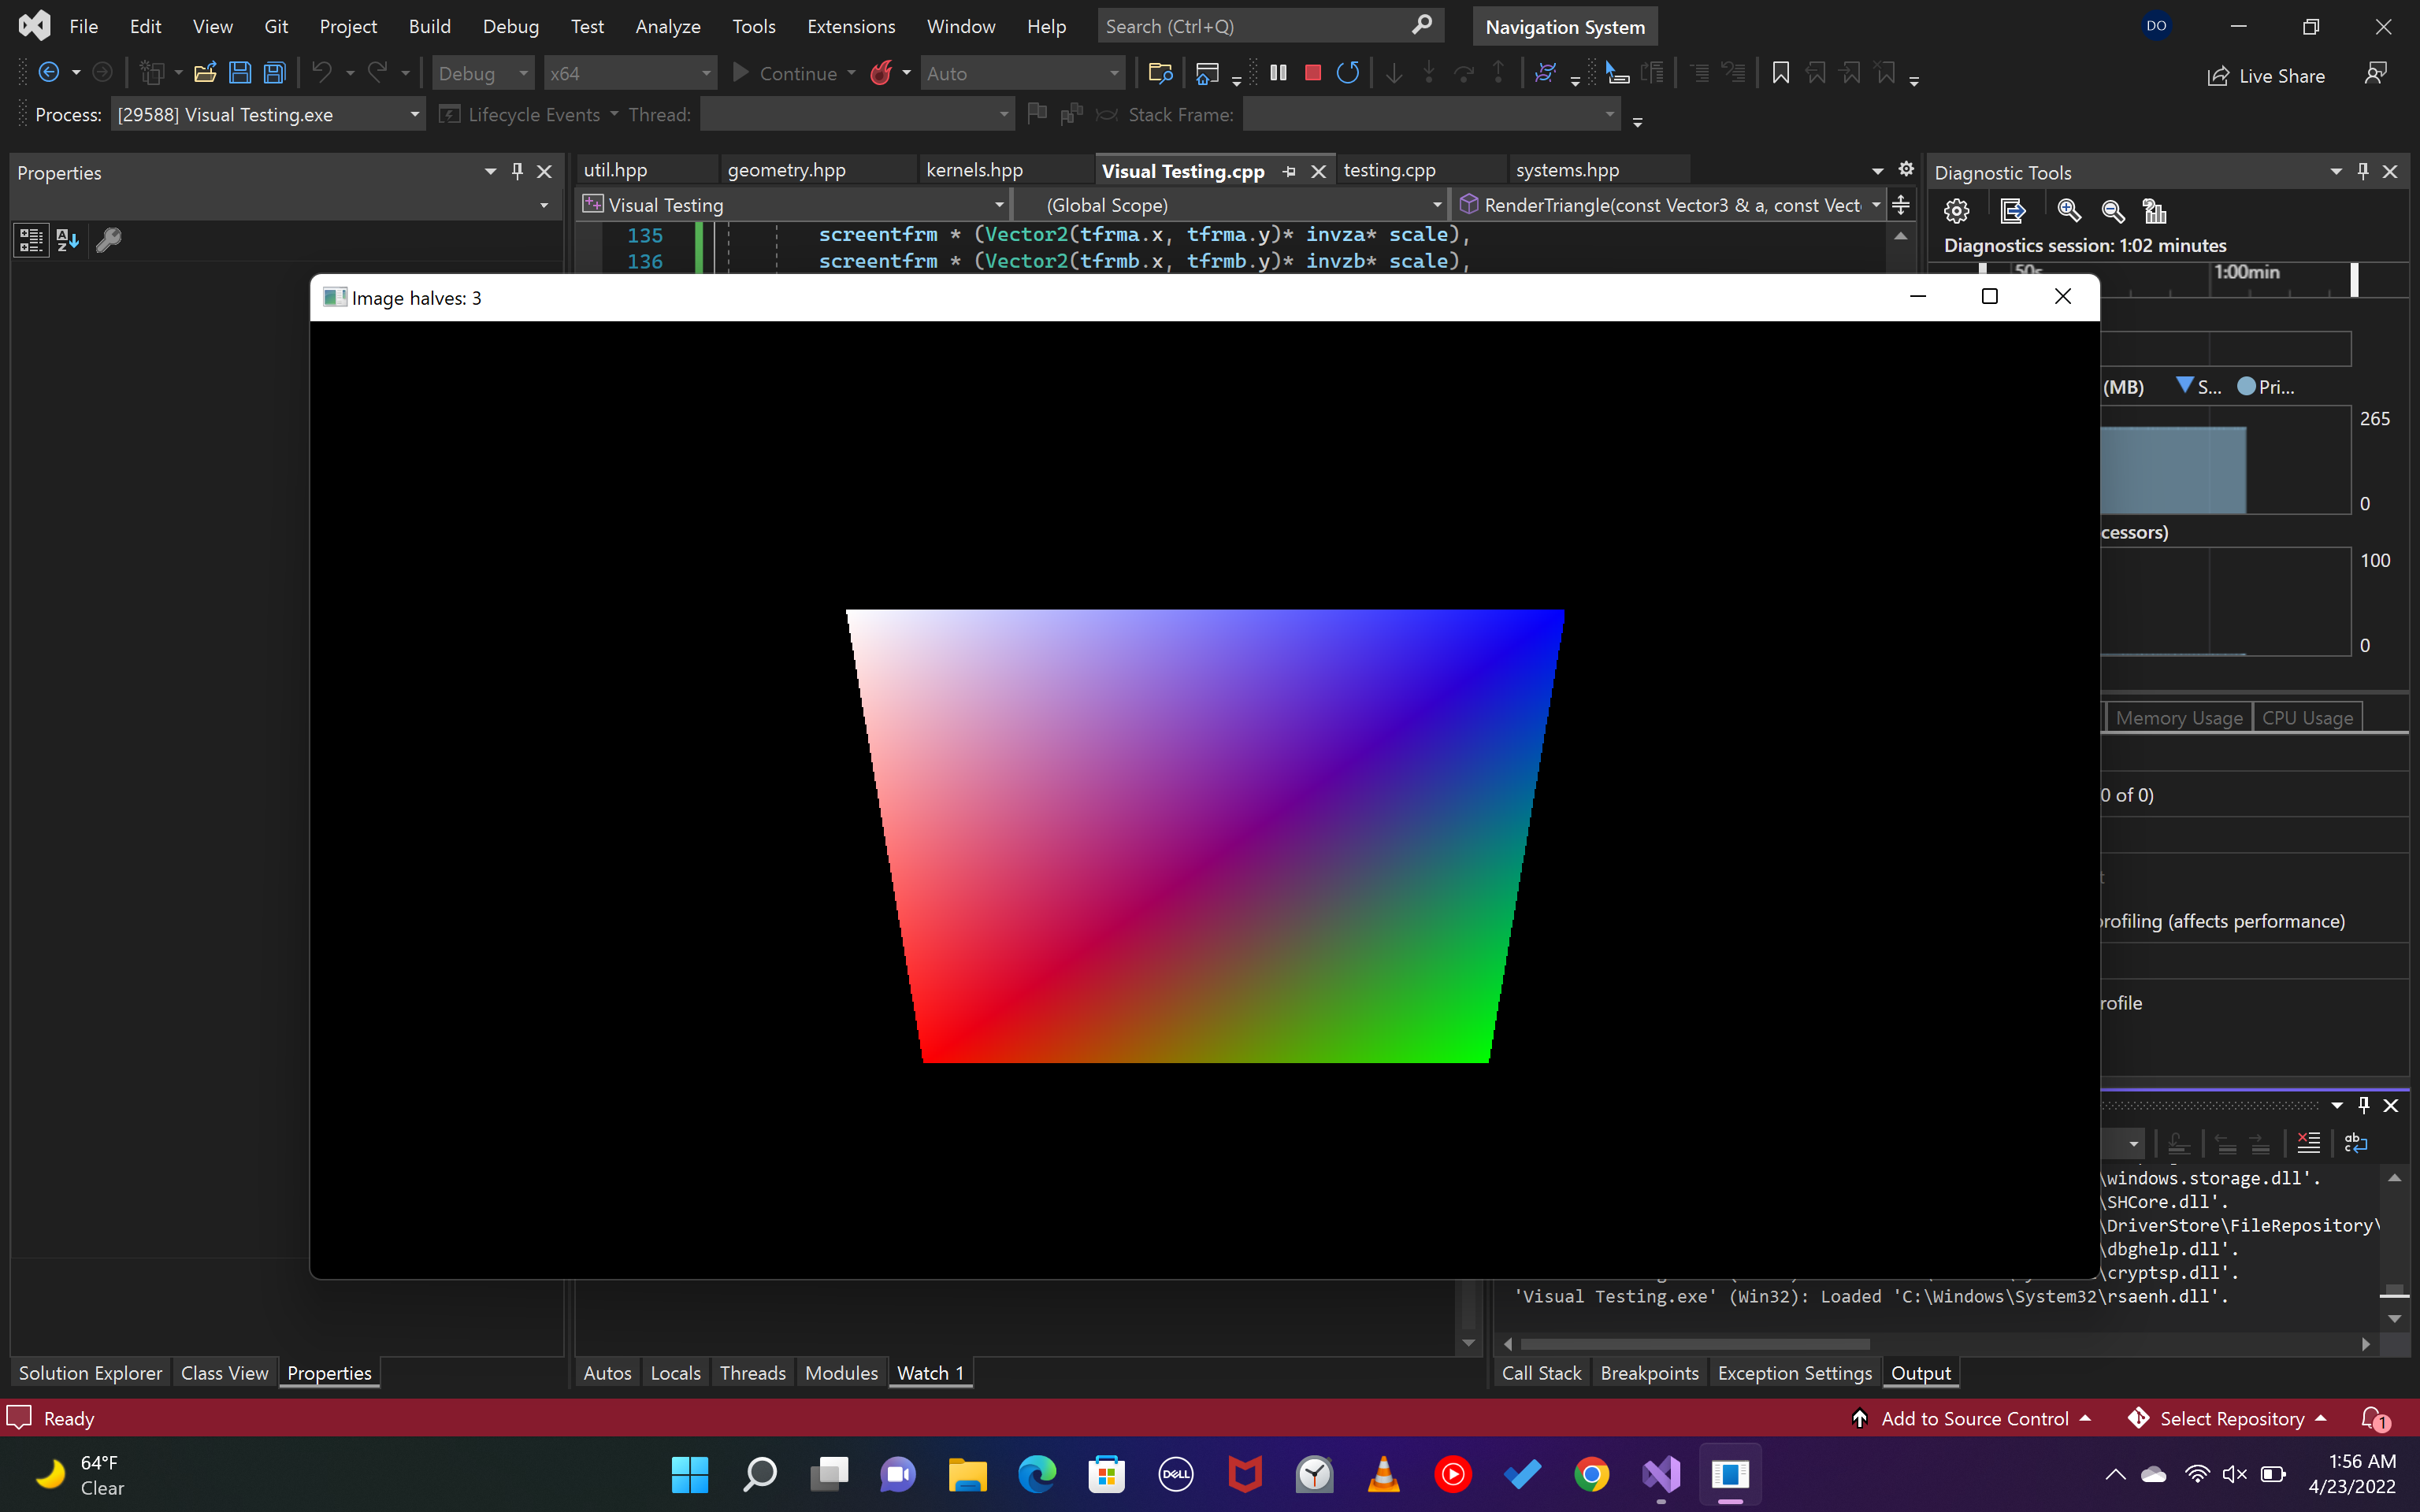 File Edit View Git Project Build Debug Test Analyze Tools Extensions Window Help Search (Ctrl+Q) Navigation System DO
Debug x64 Continue Auto Live Share
Process: [29588] Visual Testing.exe Lifecycle Events Thread: Stack Frame:
Properties
util.hpp geometry.hpp kernels.hpp Visual Testing.cpp testing.cpp systems.hpp
Diagnostic Tools
Visual Testing (Global Scope) RenderTriangle(const Vector3 & a, const Vect
Diagnostics session: 1:02 minutes
135 screentfrm * (Vector2(tfrma.x, tfrma.y)* invza* scale),
136 screentfrm * (Vector2(tfrmb.x, tfrmb.y)* invzb* scale),
50s 1:00min
Image halves: 3
(MB) S... Pri...
265
0
cessors)
100
0
Memory Usage CPU Usage
0 of 0)
rofiling (affects performance)
rofile
\windows.storage.dll'.
\SHCore.dll'.
\DriverStore\FileRepository\
\dbghelp.dll'.
\cryptsp.dll'.
'Visual Testing.exe' (Win32): Loaded 'C:\Windows\System32\rsaenh.dll'.
Solution Explorer Class View Properties Autos Locals Threads Modules Watch 1 Call Stack Breakpoints Exception Settings Output
Ready Add to Source Control Select Repository 1
64°F
Clear
DELL
1:56 AM
4/23/2022